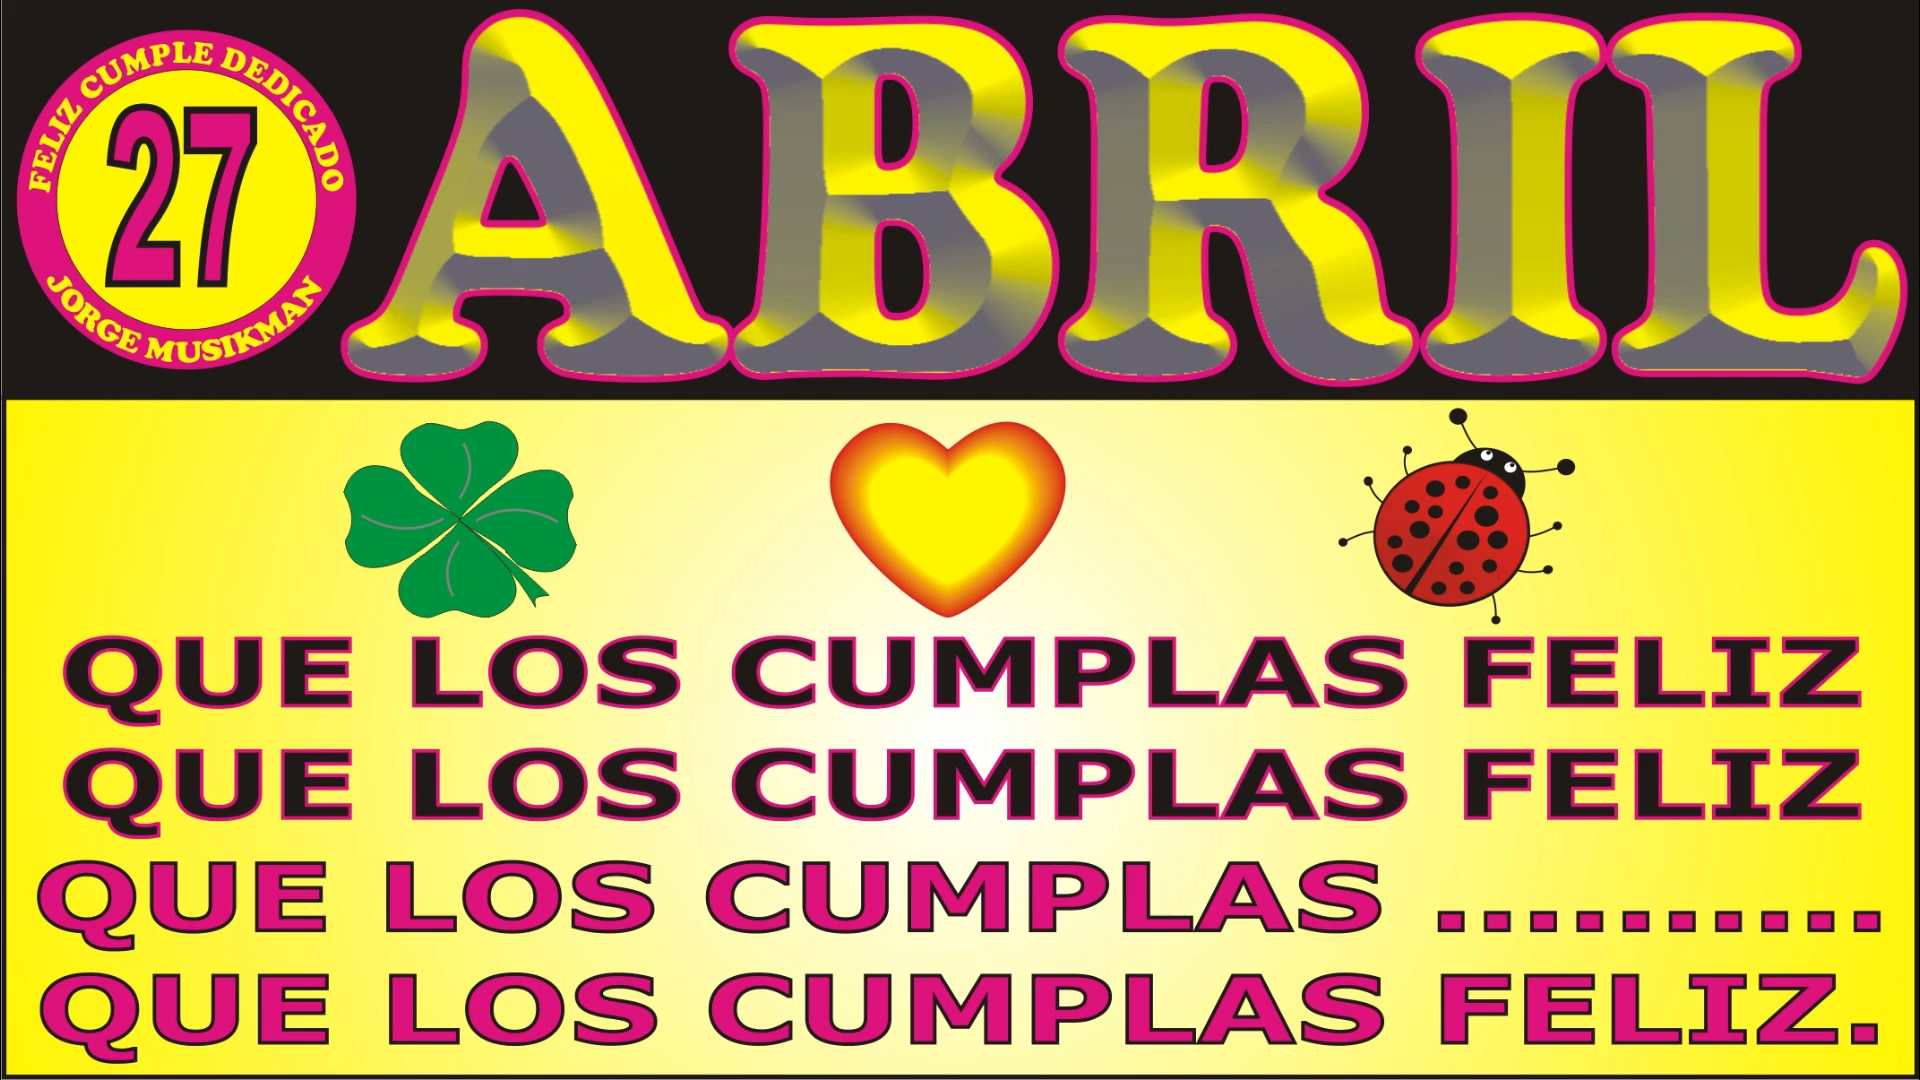 FELIZ CUMPLE DEDICADO
27
JORGE MUSIKMAN
ABRIL
QUE LOS CUMPLAS FELIZ
QUE LOS CUMPLAS FELIZ
QUE LOS CUMPLAS ..........
QUE LOS CUMPLAS FELIZ.